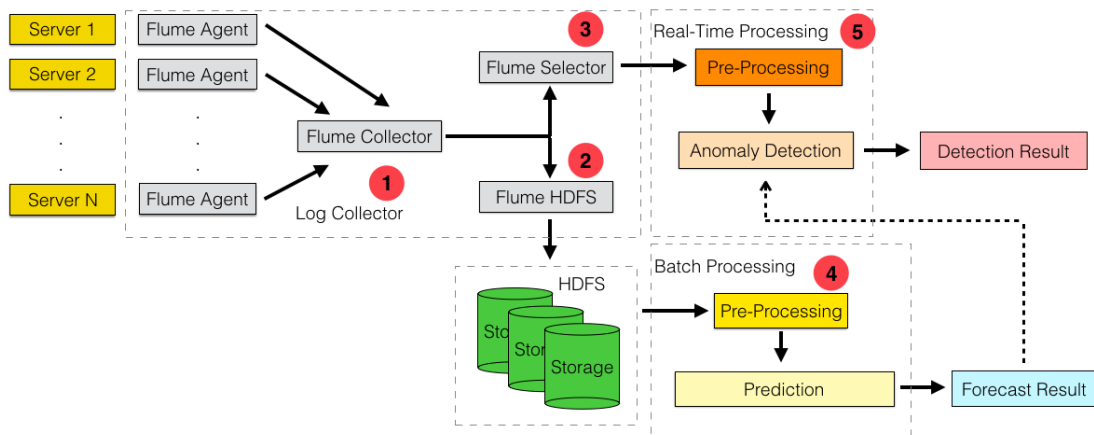 Server 1
Flume Agent
3
Real-Time Processing
5
Server 2
Flume Agent
Flume Selector
Pre-Processing
.
.
.
.
.
.
Flume Collector
Anomaly Detection
Detection Result
2
1
Server N
Flume Agent
Flume HDFS
Log Collector
HDFS
Batch Processing
4
Pre-Processing
Storage
Prediction
Forecast Result